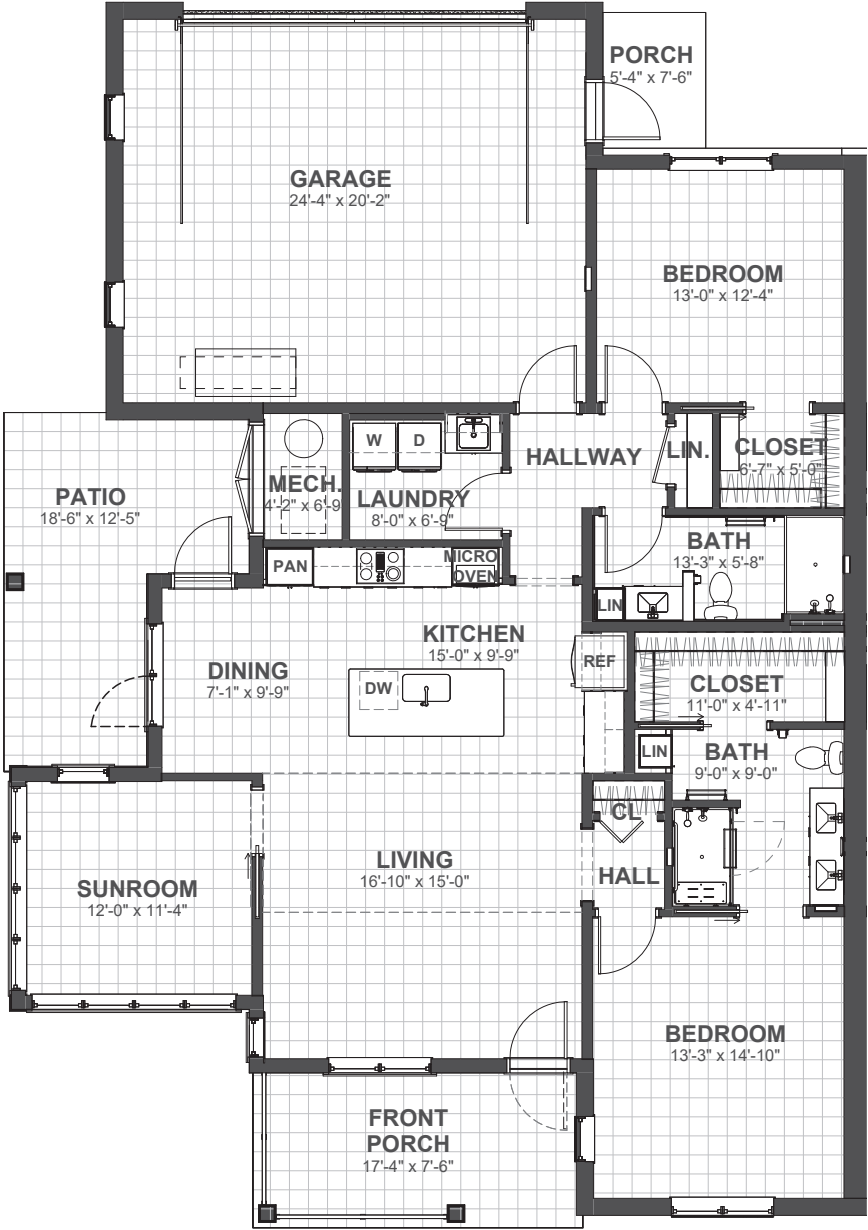 PORCH
5'-4" x 7'-6"
GARAGE
24'-4" x 20'-2"
BEDROOM
13'-0" x 12'-4"
W
D
HALLWAY
LIN.
CLOSET
6'-7" x 5'-0"
MECH.
4'-2" x 6'-9"
LAUNDRY
8'-0" x 6'-9"
PATIO
18'-6" x 12'-5"
BATH
13'-3" x 5'-8"
PAN
MICRO
OVEN
LIN
KITCHEN
15'-0" x 9'-9"
DINING
7'-1" x 9'-9"
REF
DW
CLOSET
11'-0" x 4'-11"
LIN
BATH
9'-0" x 9'-0"
CL
LIVING
16'-10" x 15'-0"
HALL
SUNROOM
12'-0" x 11'-4"
BEDROOM
13'-3" x 14'-10"
FRONT
PORCH
17'-4" x 7'-6"